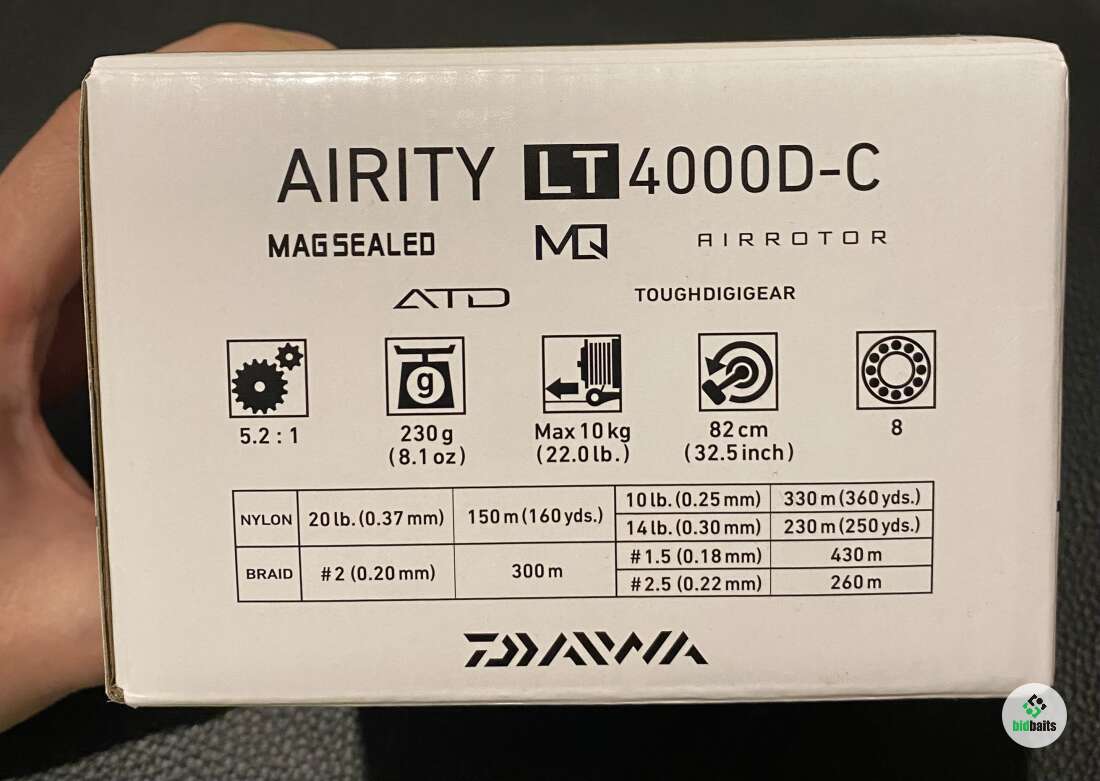 AIRITY LT 4000D-C
MAGSEALED MQ AIRROTOR
ATD TOUGHDIGIGEAR
g
5.2 : 1 230 g Max 10 kg 82 cm 8
(8.1 oz) (22.0 lb.) (32.5 inch)
NYLON 20 lb. (0.37 mm) 150 m (160 yds.) 10 lb. (0.25 mm) 330 m (360 yds.)
14 lb. (0.30 mm) 230 m (250 yds.)
BRAID #2 (0.20 mm) 300 m #1.5 (0.18 mm) 430 m
#2.5 (0.22 mm) 260 m
DAIWA
bidbaits